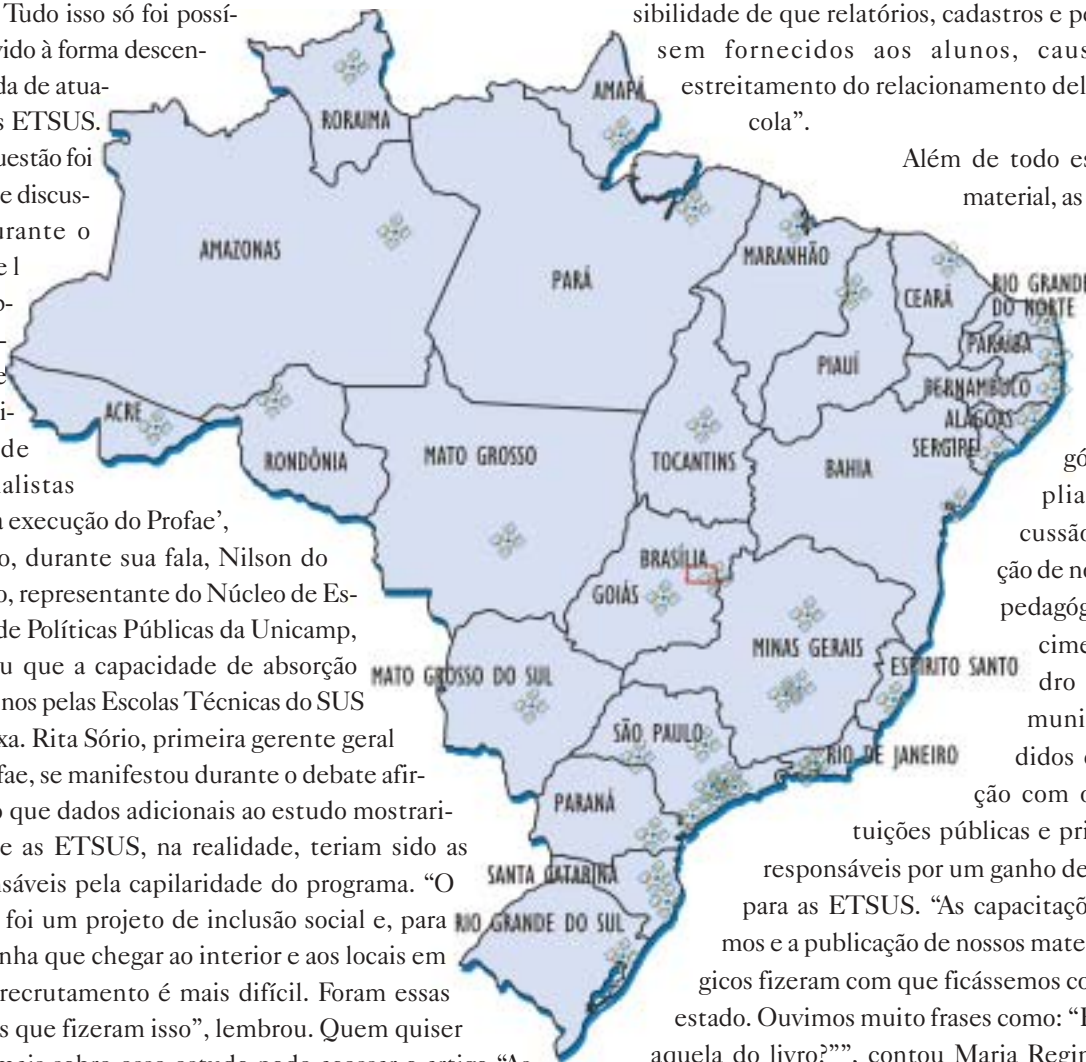 Tudo isso só foi possí-
vido à forma descen-
da de atua-
s ETSUS.
uestão foi
e discus-
urante o
e l
o-
-
e
i-
de
alistas
a execução do Profae',
o, durante sua fala, Nilson do
o, representante do Núcleo de Es-
de Políticas Públicas da Unicamp,
u que a capacidade de absorção
nos pelas Escolas Técnicas do SUS
xa. Rita Sório, primeira gerente geral
fae, se manifestou durante o debate afir-
o que dados adicionais ao estudo mostrari-
e as ETSUS, na realidade, teriam sido as
nsáveis pela capilaridade do programa. “O
foi um projeto de inclusão social e, para
nha que chegar ao interior e aos locais em
recrutamento é mais difícil. Foram essas
s que fizeram isso”, lembrou. Quem quiser
RORAIMA
AMAPÁ
AMAZONAS
PARÁ
MARANHÃO
CEARÁ
RIO GRANDE
DO NORTE
PARAÍBA
PIAUÍ
PERNAMBUCO
ALAGOAS
SERGIPE
ACRE
RONDÔNIA
MATO GROSSO
TOCANTINS
BAHIA
BRASÍLIA
GOIÁS
MINAS GERAIS
ESPIRITO SANTO
MATO GROSSO DO SUL
SÃO PAULO
RIO DE JANEIRO
PARANÁ
SANTA CATARINA
RIO GRANDE DO SUL
sibilidade de que relatórios, cadastros e
sem fornecidos aos alunos, caus
estreitamento do relacionamento del
cola”.
Além de todo es
material, as
gó
plia
cussão
ção de no
pedagóg
cime
dro
muni
didos
ção com o
tuições públicas e pri
responsáveis por um ganho de
para as ETSUS. “As capacitaçõ
mos e a publicação de nossos mate
gicos fizeram com que ficássemos co
estado. Ouvimos muito frases como: “
aquela do livro?””, contou Maria Regin